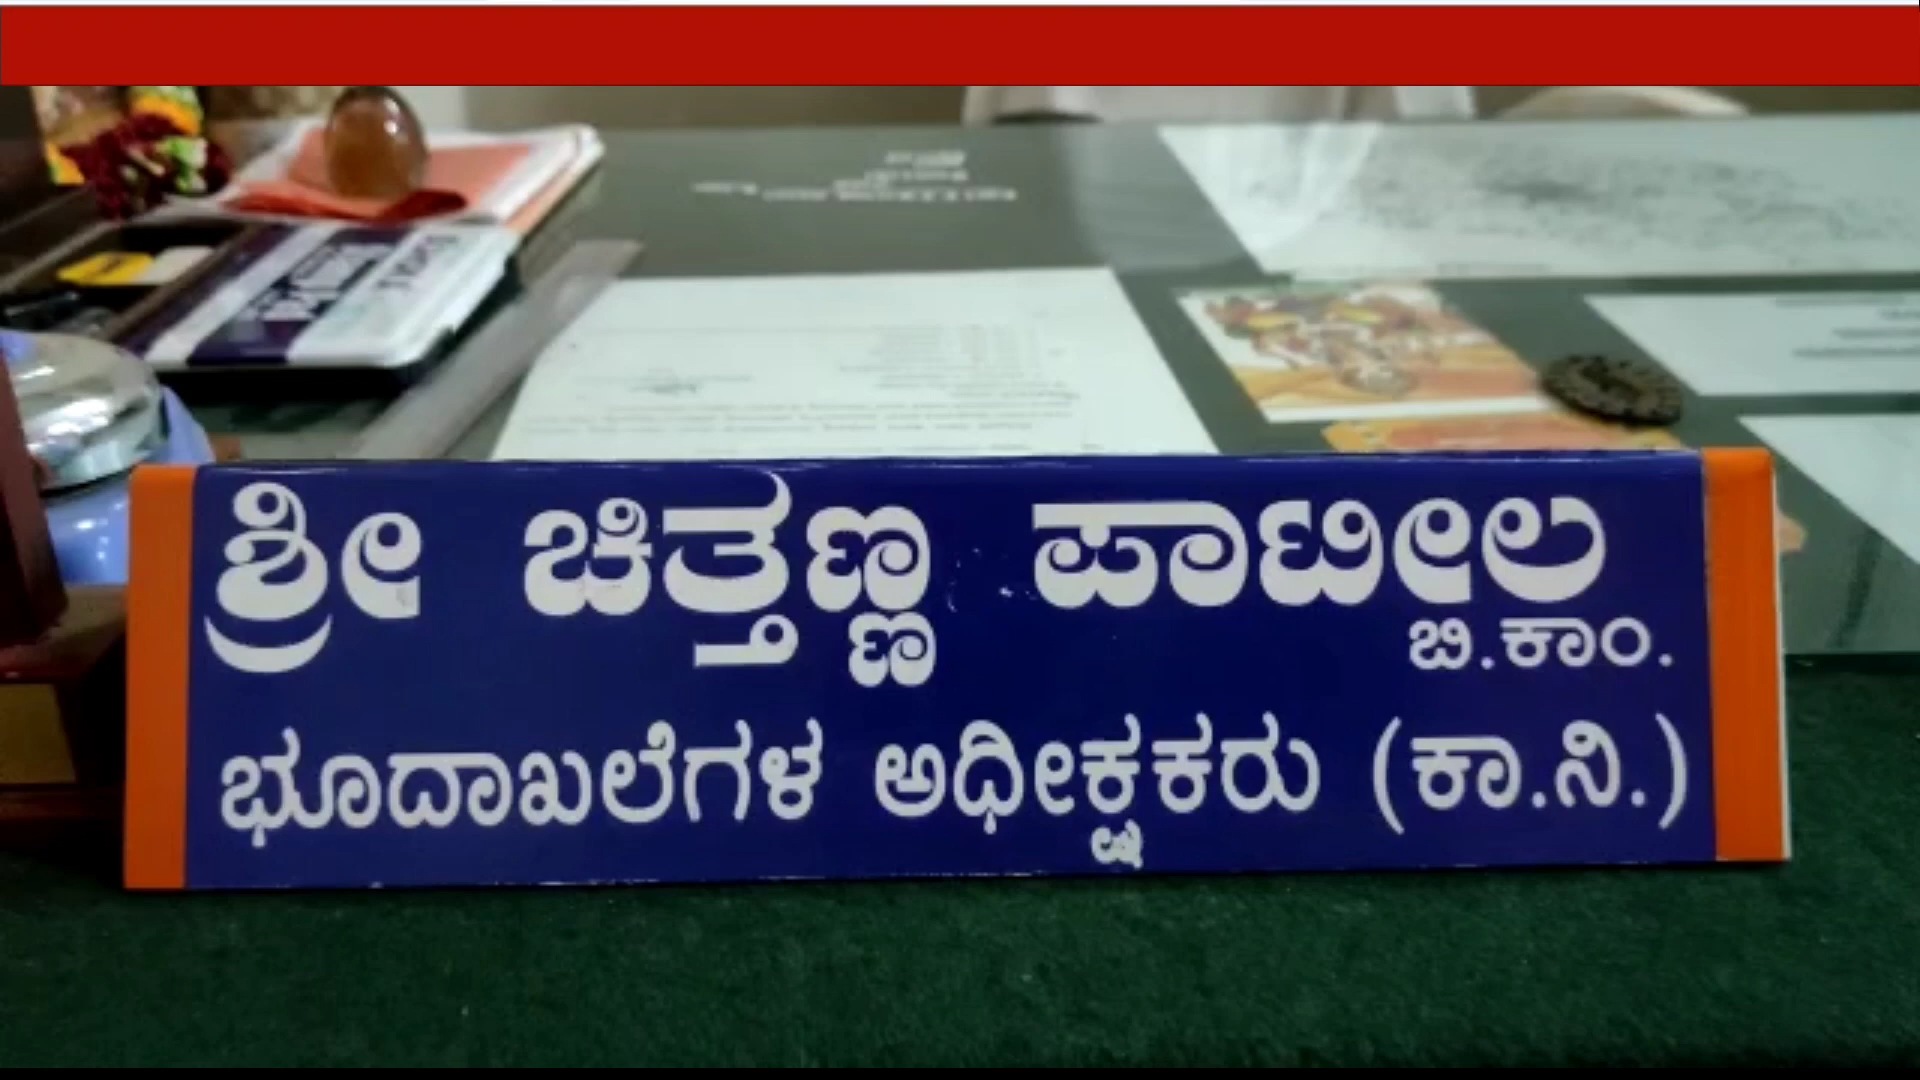 ಶ್ರೀ ಚಿತ್ತಣ್ಣ ಪಾಟೀಲ
ಬಿ.ಕಾಂ.
ಭೂದಾಖಲೆಗಳ ಅಧೀಕ್ಷಕರು (ಕಾ.ನಿ.)